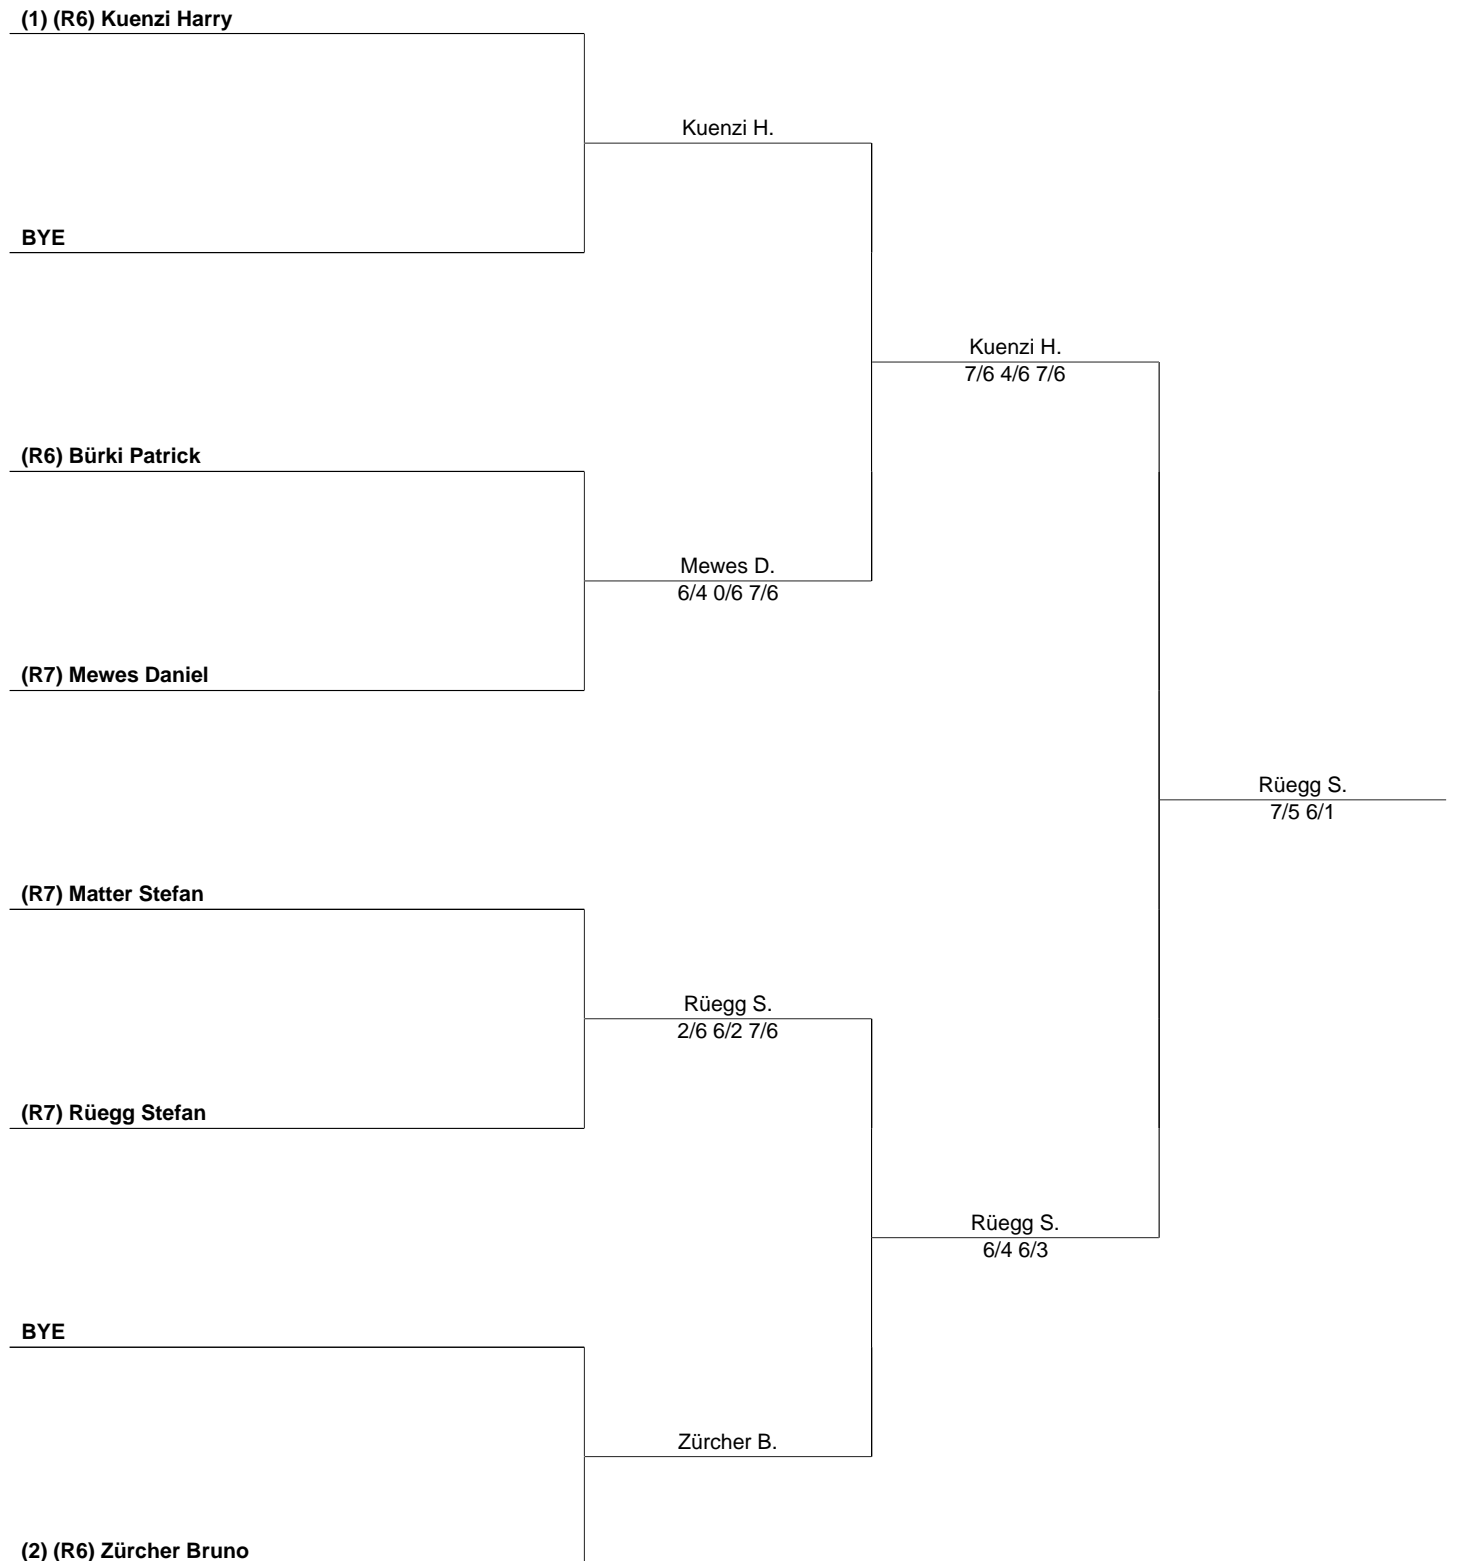 (1) (R6) Kuenzi Harry
Kuenzi H.
BYE
Kuenzi H.
7/6 4/6 7/6
(R6) Bürki Patrick
Mewes D.
6/4 0/6 7/6
(R7) Mewes Daniel
Rüegg S.
7/5 6/1
(R7) Matter Stefan
Rüegg S.
2/6 6/2 7/6
(R7) Rüegg Stefan
Rüegg S.
6/4 6/3
BYE
Zürcher B.
(2) (R6) Zürcher Bruno